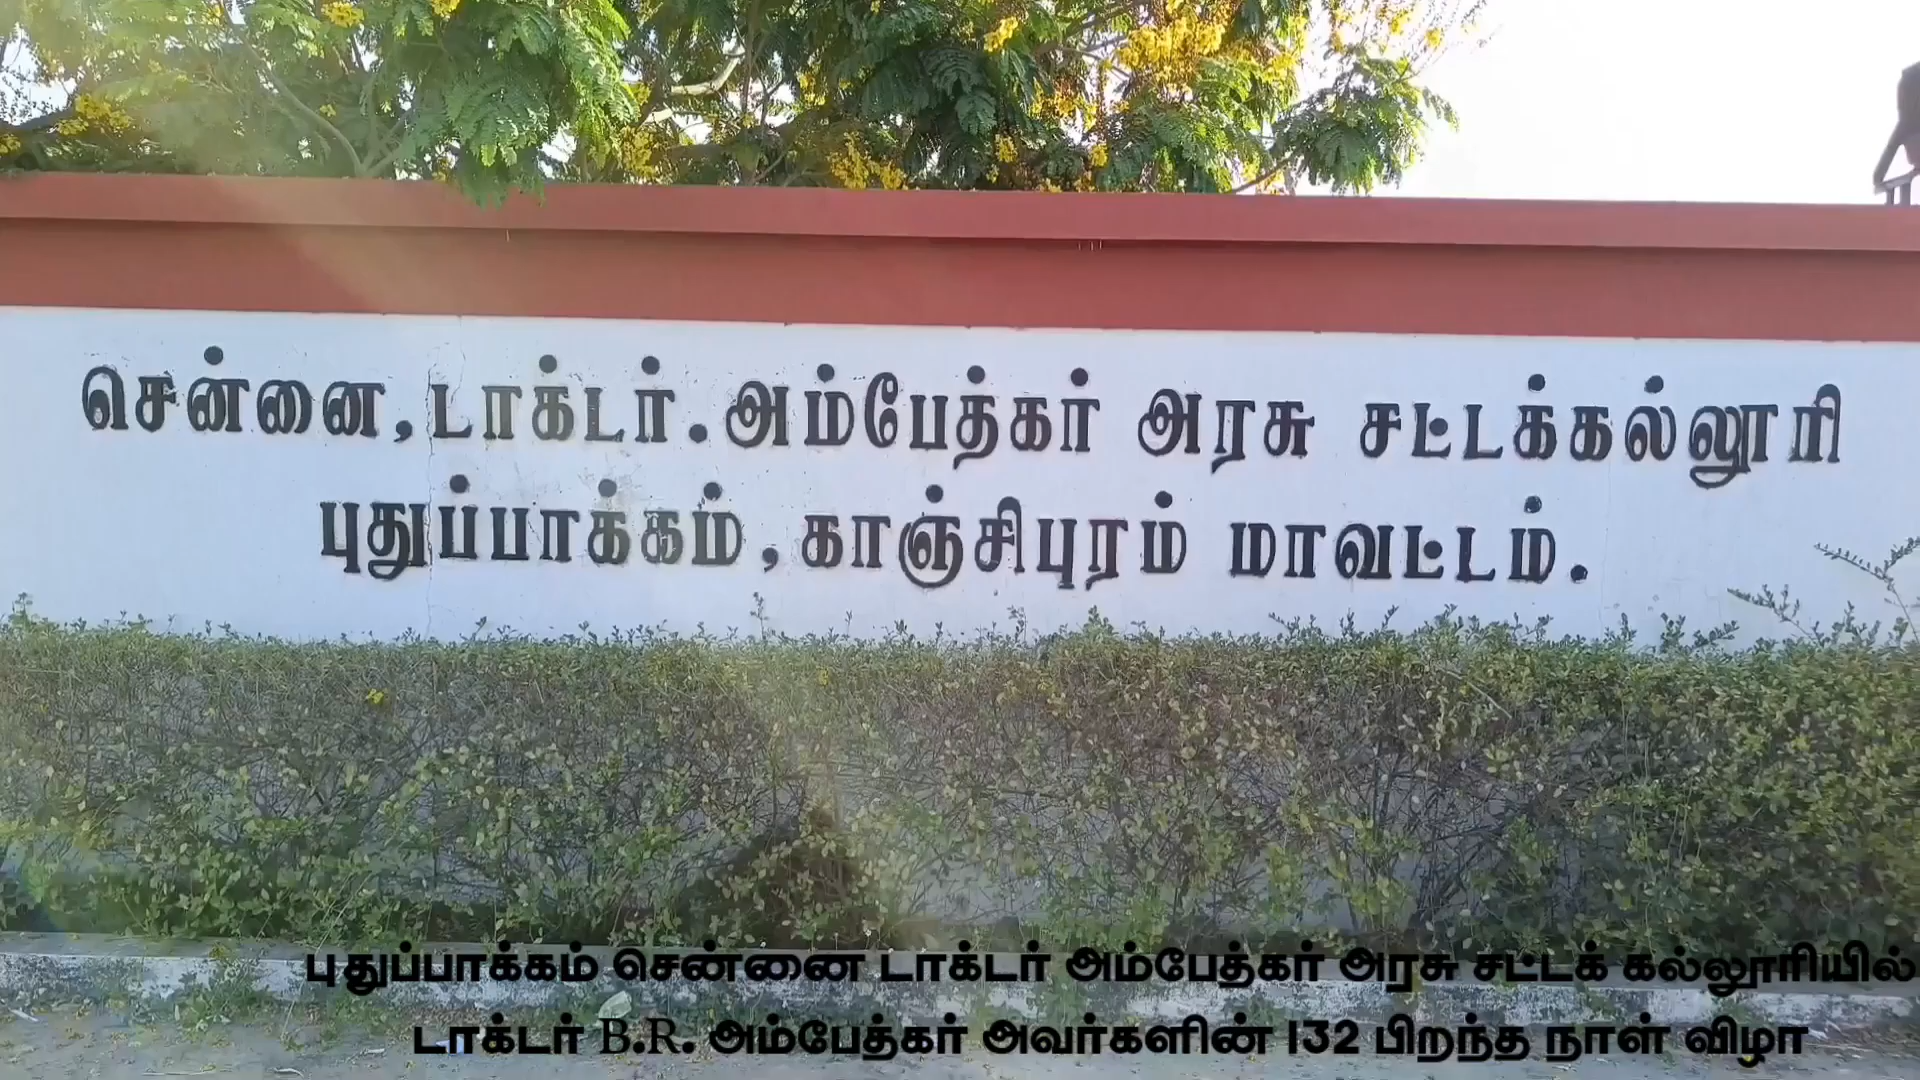 சென்னை,டாக்டர்.அம்பேத்கர் அரசு சட்டக்கல்லூரி
புதுப்பாக்கம்,காஞ்சிபுரம் மாவட்டம்.
புதுப்பாக்கம் சென்னை டாக்டர் அம்பேத்கர் அரசு சட்டக் கல்லூரியில்
டாக்டர் B.R. அம்பேத்கர் அவர்களின் 132 பிறந்த நாள் விழா